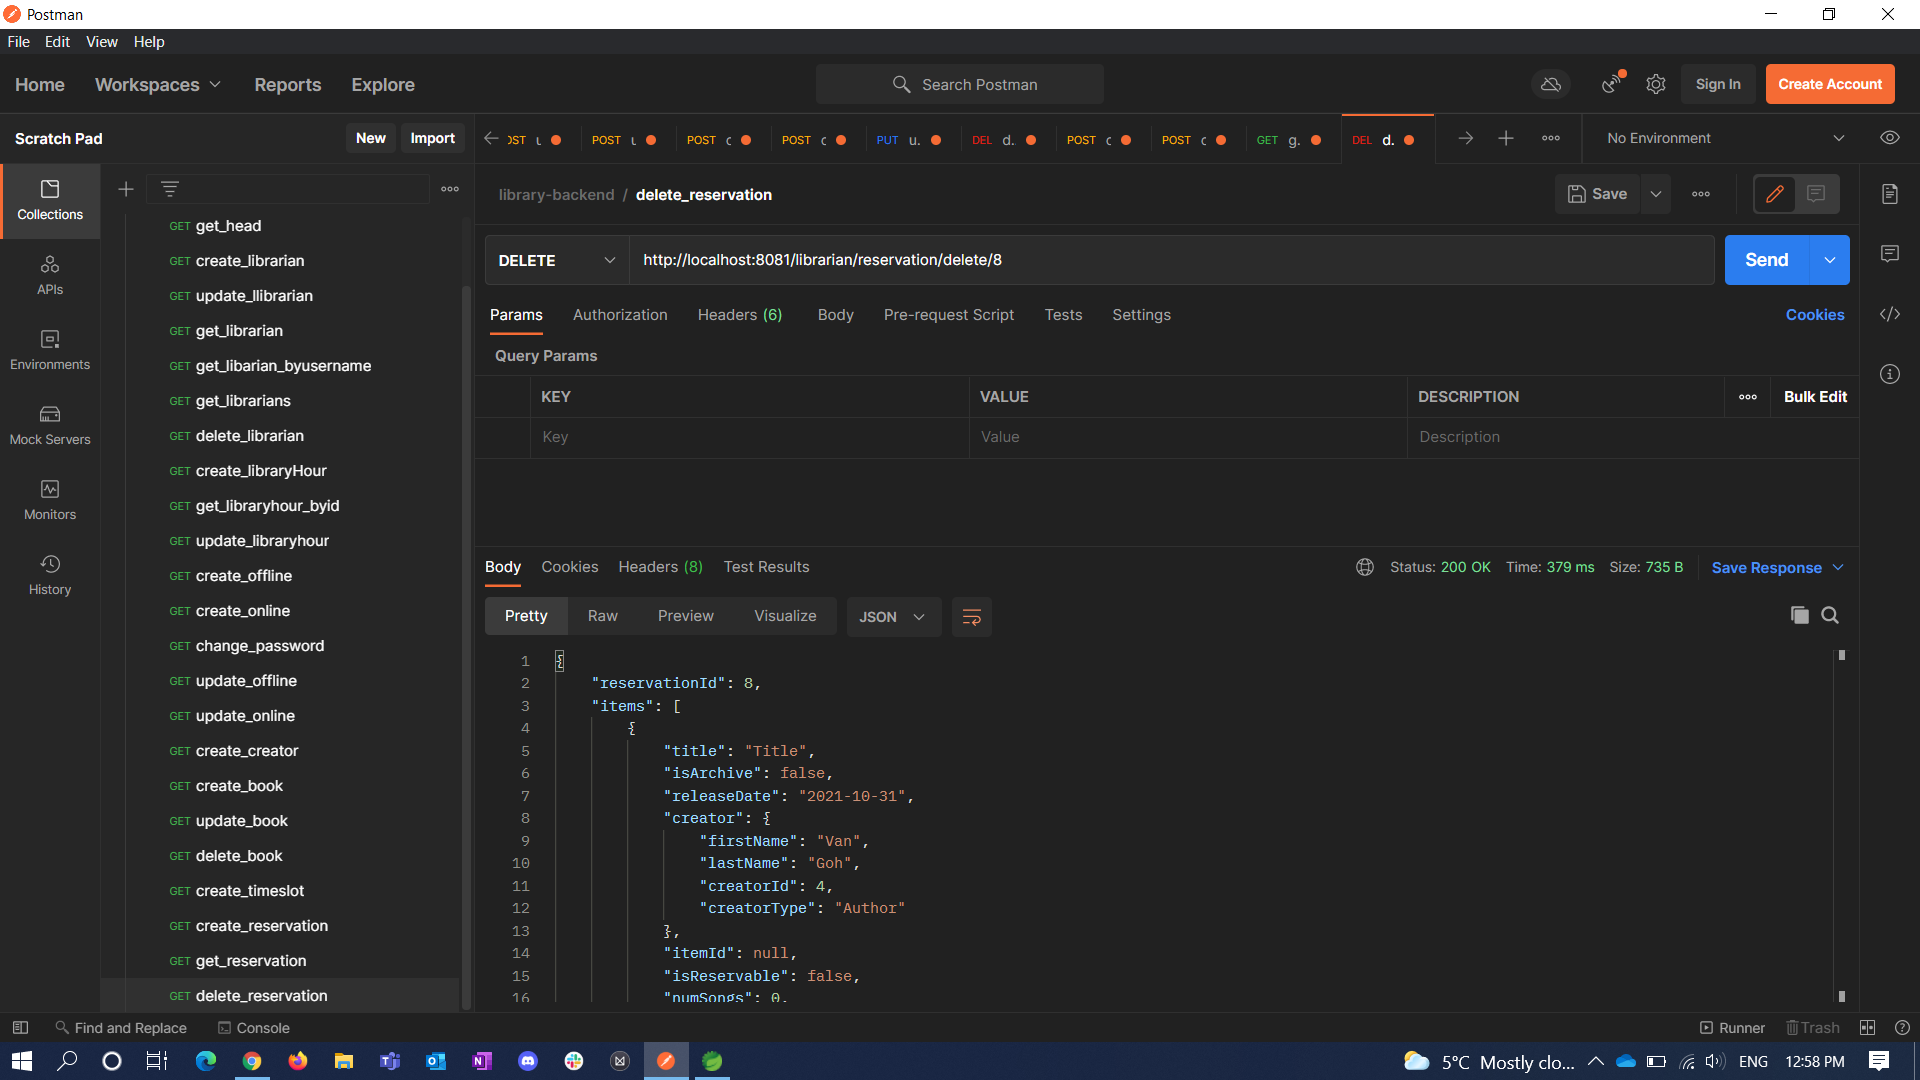 Postman
File Edit View Help
Home Workspaces Reports Explore
Search Postman
Sign In Create Account
Scratch Pad New Import
OST POST POST POST PUT u. DEL d. POST POST GET g. DEL d.
No Environment
Collections
APIs
Environments
Mock Servers
Monitors
History
GET get_head
GET create_librarian
GET update_llibrarian
GET get_librarian
GET get_libarian_byusername
GET get_librarians
GET delete_librarian
GET create_libraryHour
GET get_libraryhour_byid
GET update_libraryhour
GET create_offline
GET create_online
GET change_password
GET update_offline
GET update_online
GET create_creator
GET create_book
GET update_book
GET delete_book
GET create_timeslot
GET create_reservation
GET get_reservation
GET delete_reservation
library-backend / delete_reservation
Save
DELETE http://localhost:8081/librarian/reservation/delete/8 Send
Params Authorization Headers (6) Body Pre-request Script Tests Settings Cookies
Query Params
KEY VALUE DESCRIPTION Bulk Edit
Key Value Description
Body Cookies Headers (8) Test Results Status: 200 OK Time: 379 ms Size: 735 B Save Response
Pretty Raw Preview Visualize JSON
1 {
2 "reservationId": 8,
3 "items": [
4 {
5 "title": "Title",
6 "isArchive": false,
7 "releaseDate": "2021-10-31",
8 "creator": {
9 "firstName": "Van",
10 "lastName": "Goh",
11 "creatorId": 4,
12 "creatorType": "Author"
13 },
14 "itemId": null,
15 "isReservable": false,
16 "numSongs": 0,
Find and Replace Console Runner Trash
5°C Mostly clo... ENG 12:58 PM